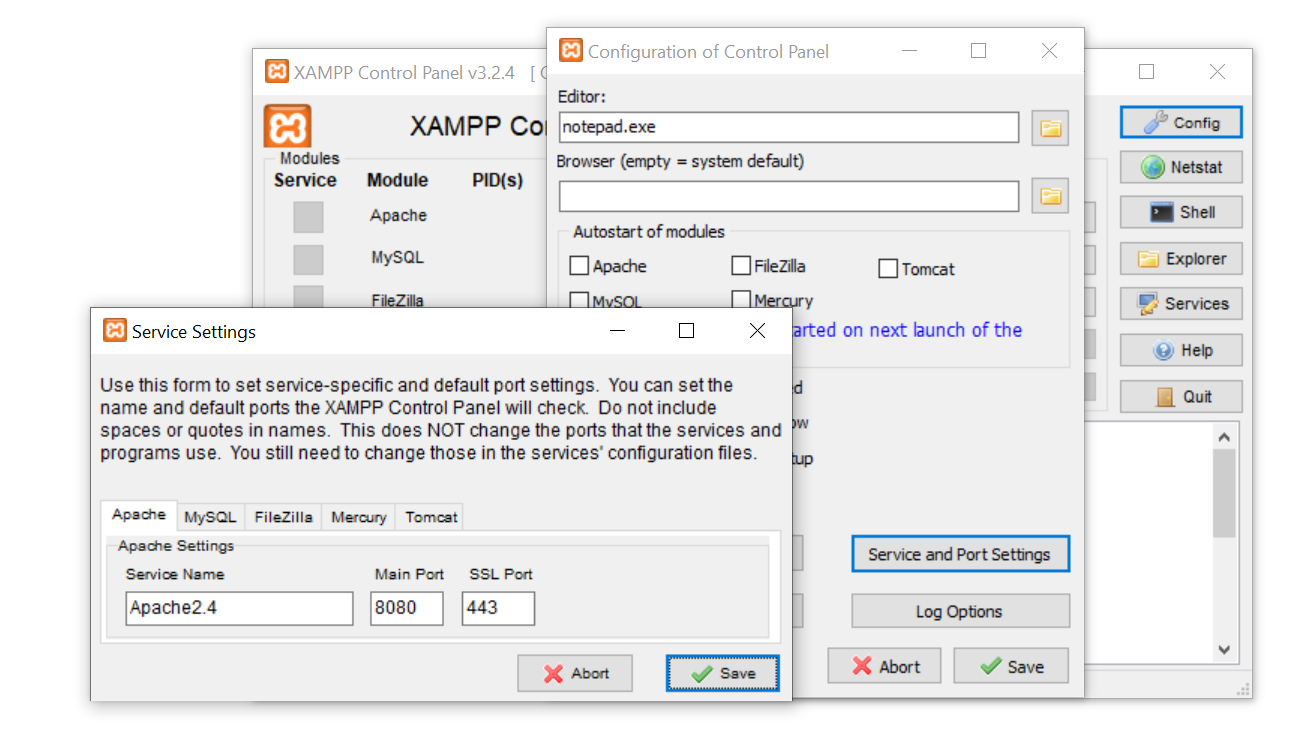 XAMPP Control Panel v3.2.4 [
XAMPP
Modules
Service Module PID(s)
Apache
MySQL
FileZilla
Configuration of Control Panel
Editor:
notepad.exe
Browser (empty = system default)
Autostart of modules
Apache FileZilla Tomcat
MySQL Mercury
on next launch of the
Service and Port Settings
Log Options
Abort Save
Config
Netstat
Shell
Explorer
Services
Help
Quit
Service Settings
Use this form to set service-specific and default port settings. You can set the
name and default ports the XAMPP Control Panel will check. Do not include
spaces or quotes in names. This does NOT change the ports that the services and
programs use. You still need to change those in the services' configuration files.
Apache MySQL FileZilla Mercury Tomcat
Apache Settings
Service Name Main Port SSL Port
Apache2.4 8080 443
Abort Save